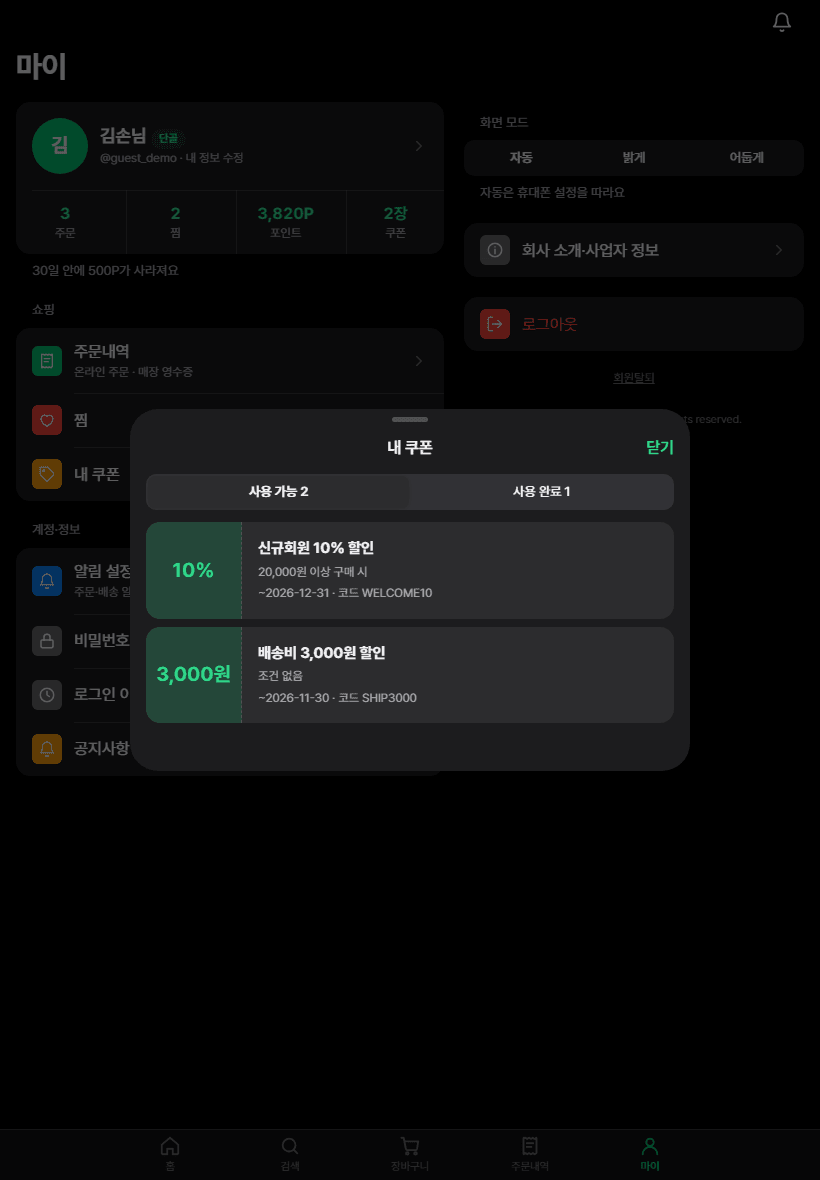 마이
김
김손님 단골
@guest_demo · 내 정보 수정
3
주문
2
찜
3,820P
포인트
2장
쿠폰
30일 안에 500P가 사라져요
쇼핑
주문내역
온라인 주문 · 매장 영수증
찜
내 쿠폰
계정·정보
알림 설정
주문·배송 알
비밀번호
로그인 이
공지사항
화면 모드
자동
밝게
어둡게
자동은 휴대폰 설정을 따라요
회사 소개·사업자 정보
로그아웃
회원탈퇴
ts reserved.
내 쿠폰
닫기
사용 가능 2
사용 완료 1
10%
신규회원 10% 할인
20,000원 이상 구매 시
~2026-12-31 · 코드 WELCOME10
3,000원
배송비 3,000원 할인
조건 없음
~2026-11-30 · 코드 SHIP3000
홈
검색
장바구니
주문내역
마이